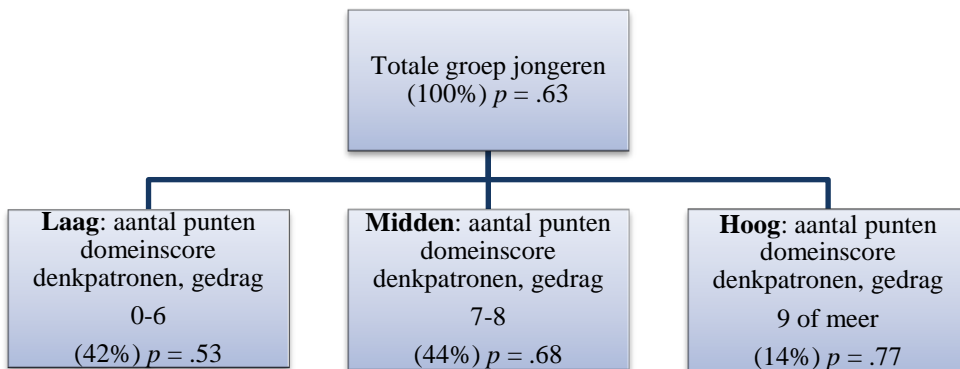 Totale groep jongeren
(100%) p = .63
Laag: aantal punten
domeinscore
denkpatronen, gedrag
0-6
(42%) p = .53
Midden: aantal punten
domeinscore
denkpatronen, gedrag
7-8
(44%) p = .68
Hoog: aantal punten
domeinscore
denkpatronen, gedrag
9 of meer
(14%) p = .77